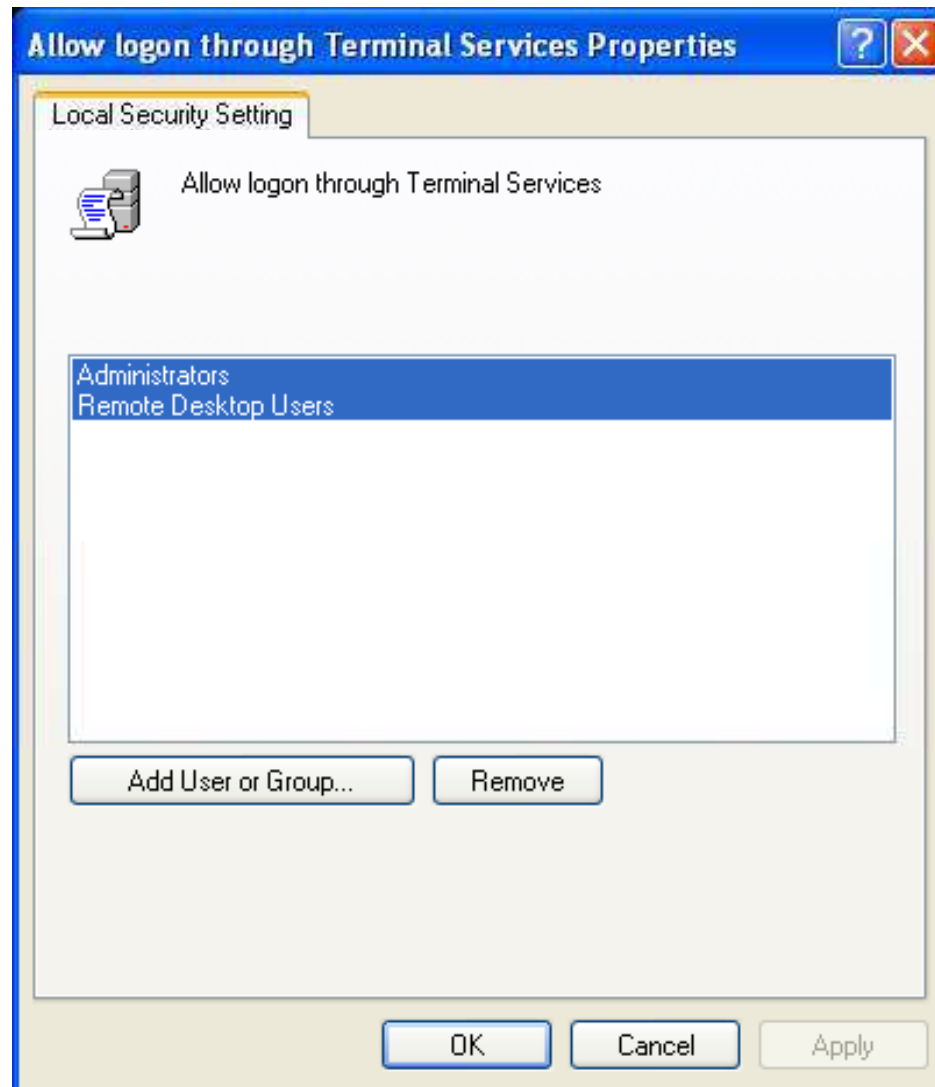 Allow logon through Terminal Services Properties
Local Security Setting
Allow logon through Terminal Services
Administrators
Remote Desktop Users
Add User or Group... Remove
OK Cancel Apply